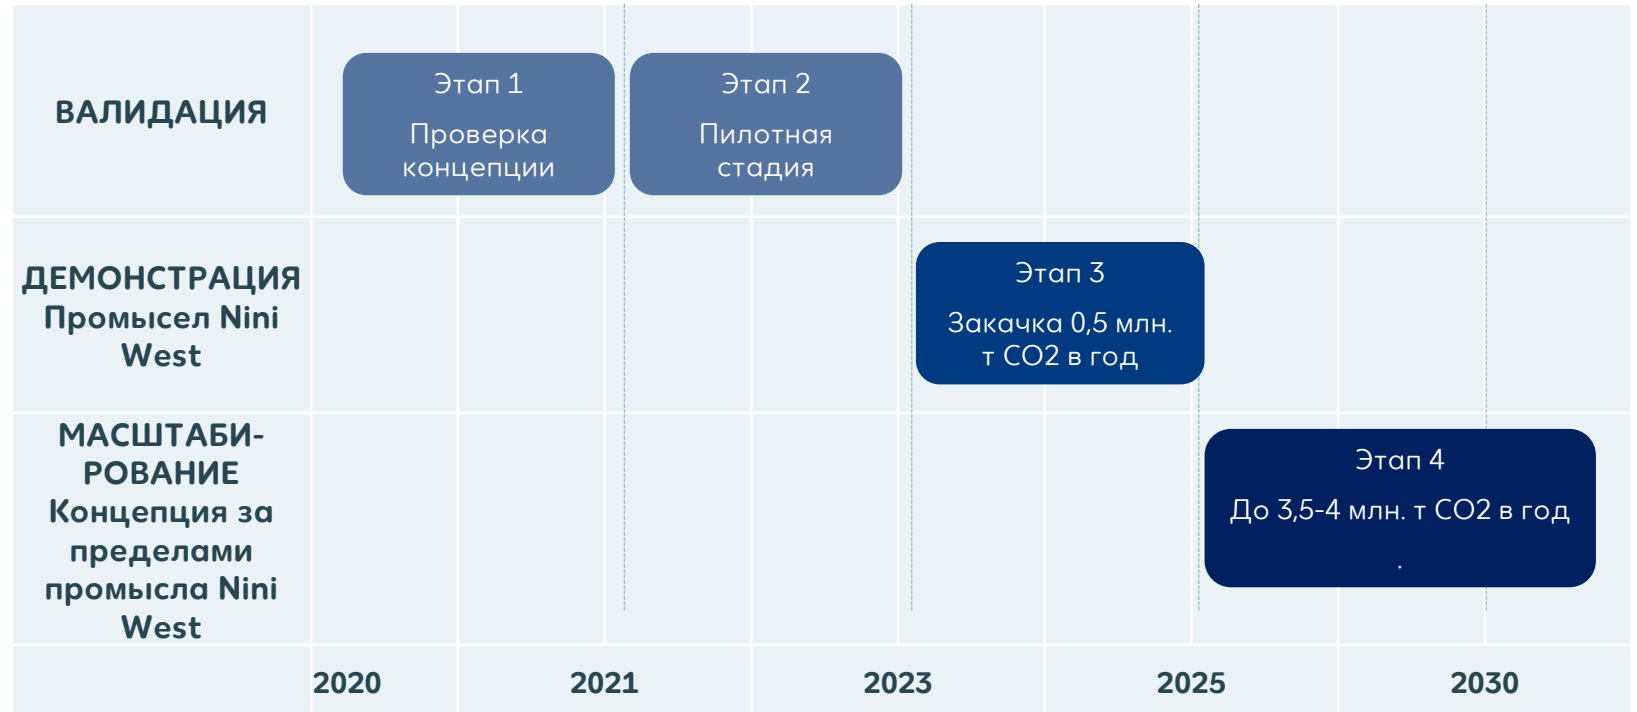 ВАЛИДАЦИЯ
Этап 1
Проверка
концепции
Этап 2
Пилотная
стадия
ДЕМОНСТРАЦИЯ
Промысел Nini
West
Этап 3
Закачка 0,5 млн.
т СО2 в год
МАСШТАБИ-
РОВАНИЕ
Концепция за
пределами
промысла Nini
West
Этап 4
До 3,5-4 млн. т СО2 в год
.
2020
2021
2023
2025
2030